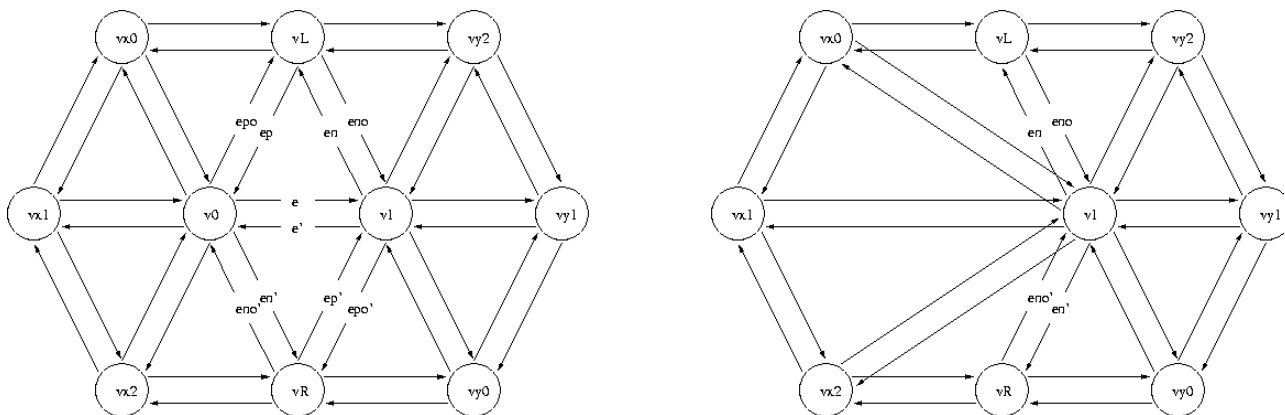 vx0 vL vy2 vx0 vL vy2
epo eno eno
ep en en
vx1 v0 e v1 vy1 vx1 v1 vy1
e'
eno' en' ep' epo' eno' en'
vx2 vR vy0 vx2 vR vy0